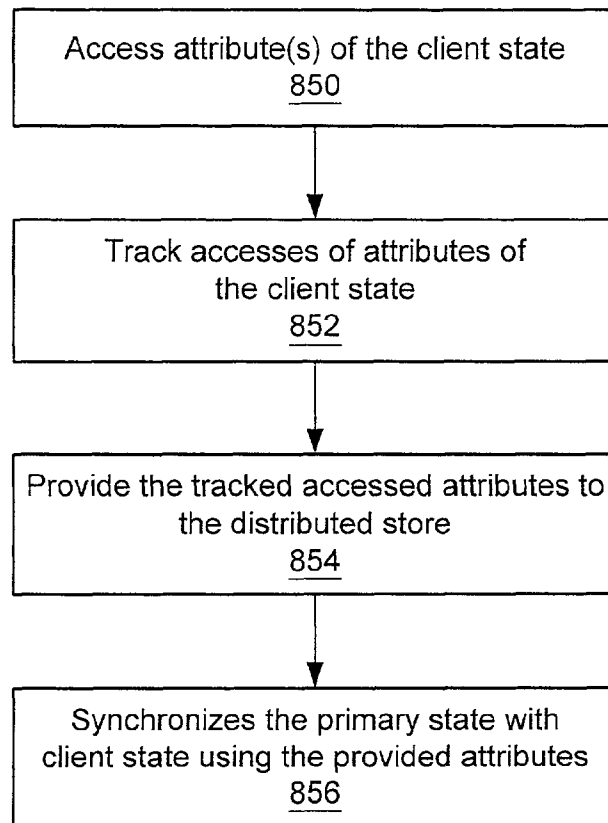 Access attribute(s) of the client state
850
Track accesses of attributes of
the client state
852
Provide the tracked accessed attributes to
the distributed store
854
Synchronizes the primary state with
client state using the provided attributes
856